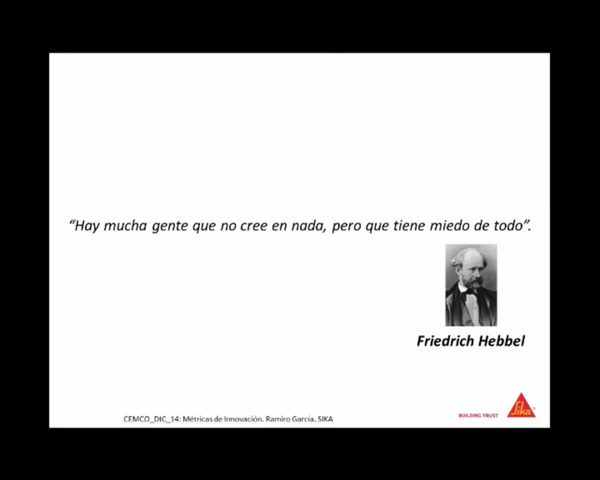 “Hay mucha gente que no cree en nada, pero que tiene miedo de todo”.
Friedrich Hebbel
CEMCO_DIC_14: Métricas de Innovación. Ramiro García. SIKA
BUILDING TRUST
Sika